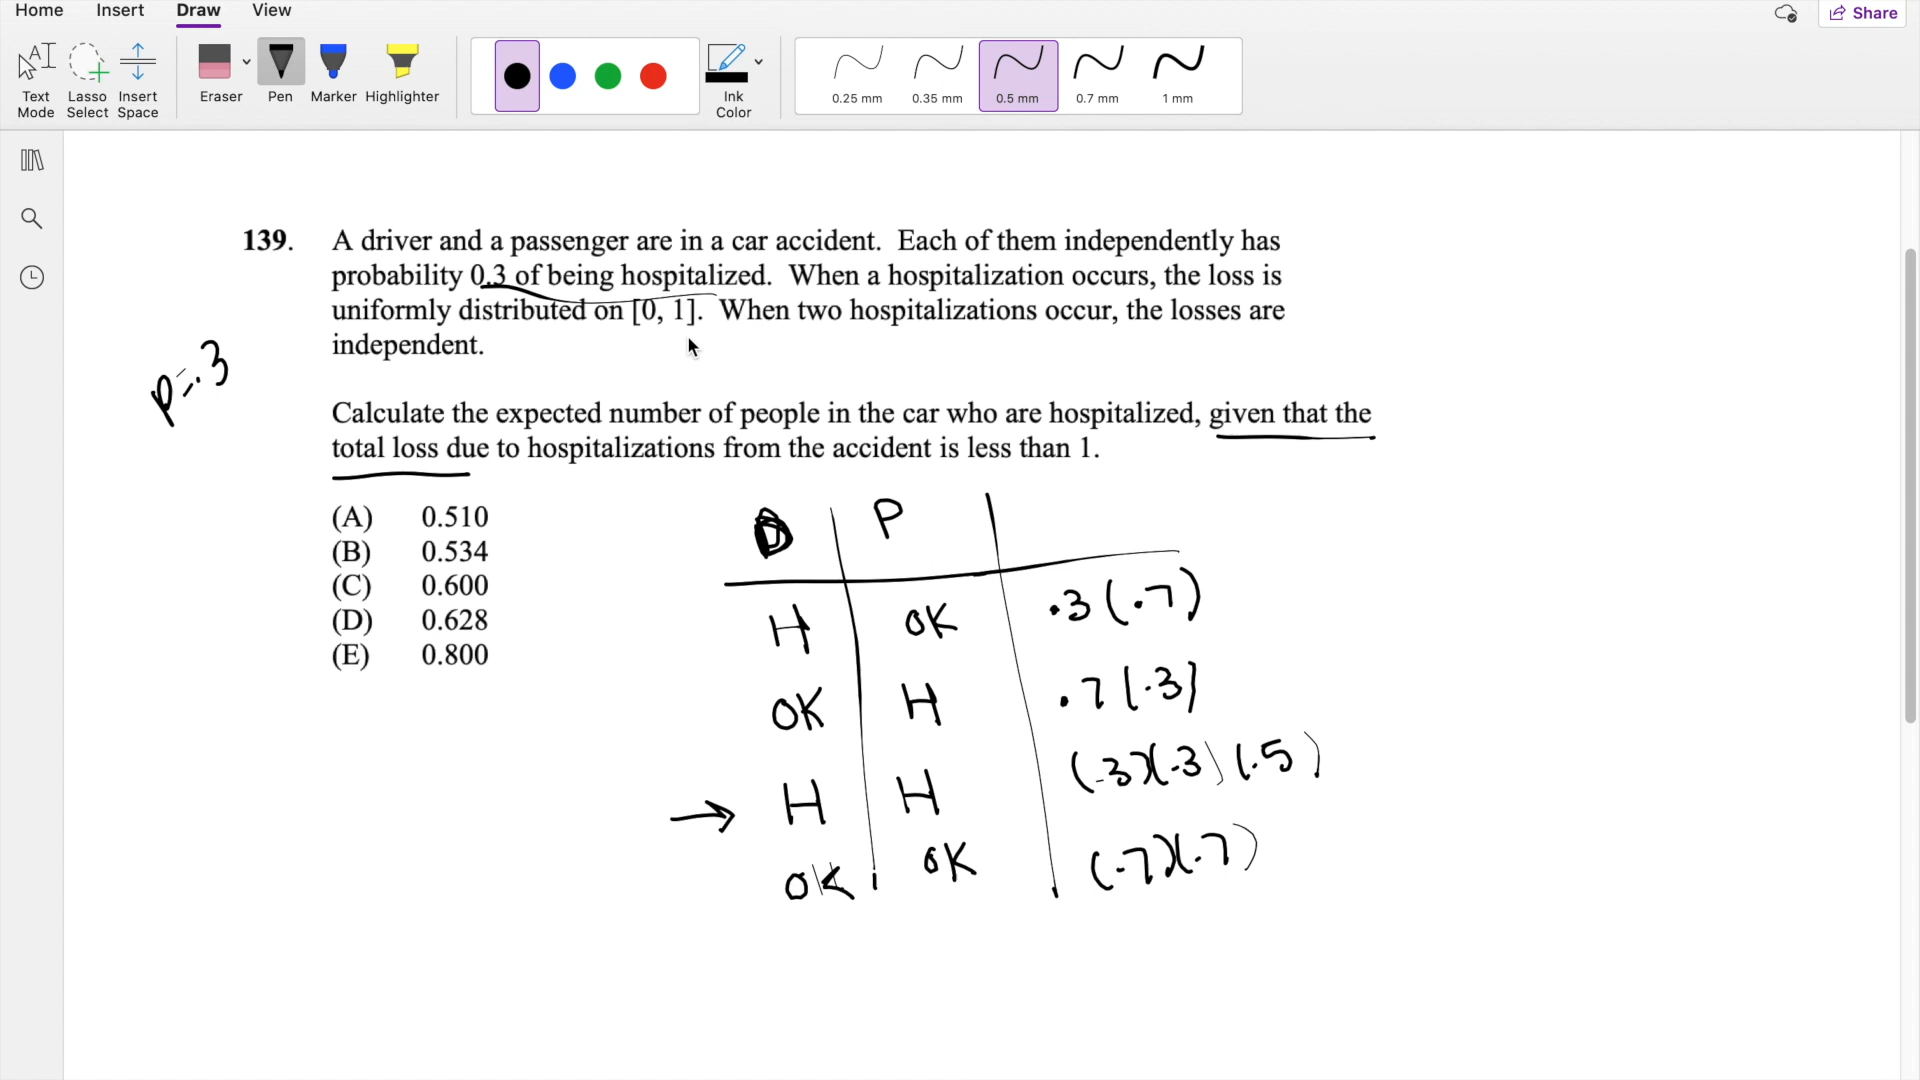 Home Insert Draw View
Share
Text Mode
Lasso Select
Insert Space
Eraser
Pen
Marker
Highlighter
Ink Color
0.25 mm
0.35 mm
0.5 mm
0.7 mm
1 mm
139. A driver and a passenger are in a car accident. Each of them independently has
probability 0.3 of being hospitalized. When a hospitalization occurs, the loss is
uniformly distributed on [0, 1]. When two hospitalizations occur, the losses are
independent.
p=.3
Calculate the expected number of people in the car who are hospitalized, given that the
total loss due to hospitalizations from the accident is less than 1.
(A) 0.510
(B) 0.534
(C) 0.600
(D) 0.628
(E) 0.800
D P
H OK .3(.7)
OK H .7(.3)
→ H H (.3)(.3)(.5)
OK OK (.7)(.7)